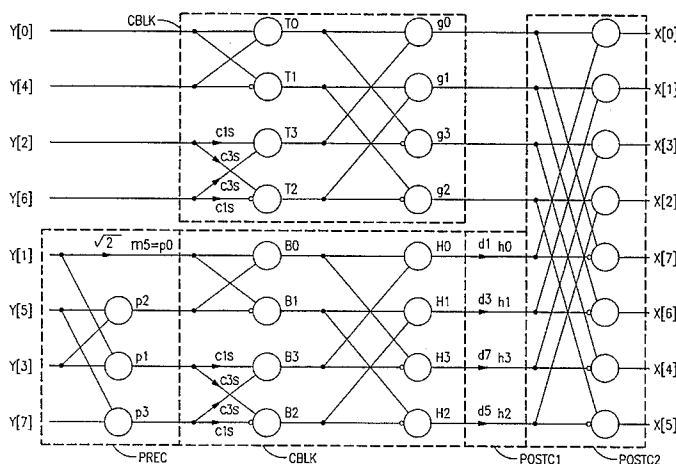 CBLK
Y[0] T0 g0 X[0]
Y[4] T1 g1 X[1]
Y[2] c1s T3 g3 X[3]
c3s
c3s
Y[6] c1s T2 g2 X[2]
Y[1] √2 m5=p0 B0 H0 d1 h0 X[7]
Y[5] p2 B1 H1 d3 h1 X[6]
Y[3] p1 c1s B3 H3 d7 h3 X[4]
c3s
c3s
Y[7] p3 c1s B2 H2 d5 h2 X[5]
PREC CBLK POSTC1 POSTC2